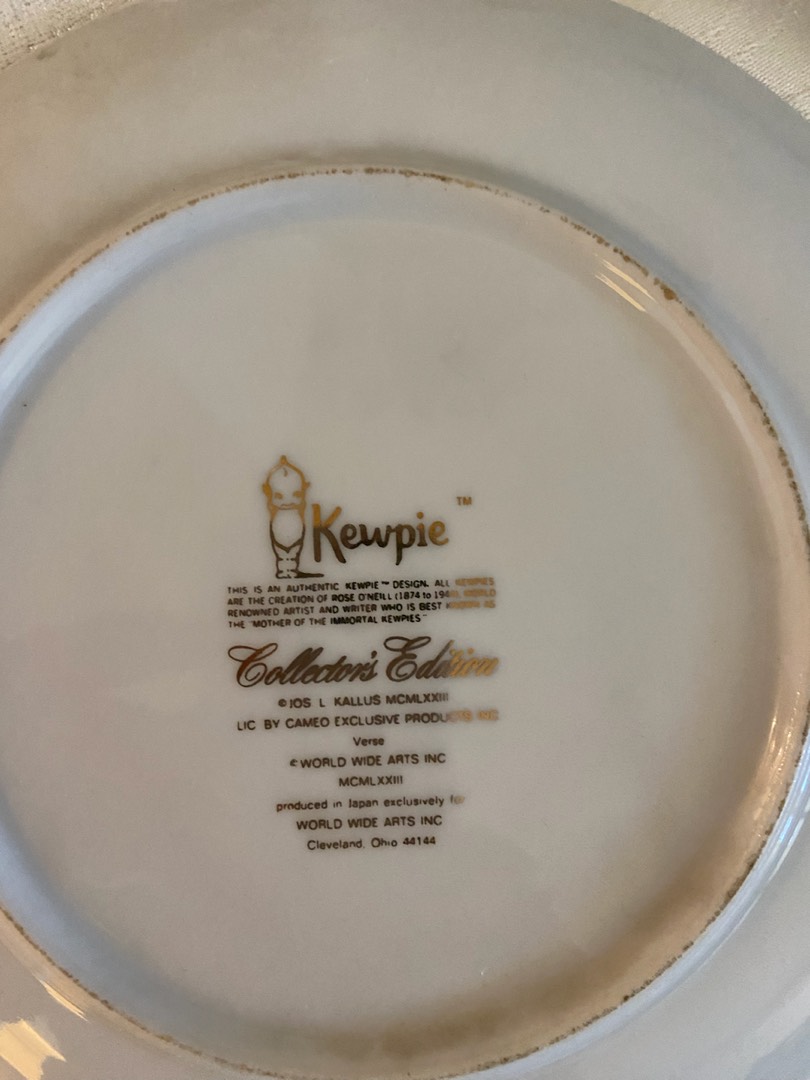 Kewpie ™
THIS IS AN AUTHENTIC KEWPIE™ DESIGN. ALL KEWPIES
ARE THE CREATION OF ROSE O'NEILL (1874 to 194 WORLD
RENOWNED ARTIST AND WRITER WHO IS BEST KNOWN AS
THE "MOTHER OF THE IMMORTAL KEWPIES"
Collector's Edition
© JOS L KALLUS MCMLXXIII
LIC BY CAMEO EXCLUSIVE PRODUCTS INC
Verse
© WORLD WIDE ARTS INC
MCMLXXIII
produced in Japan exclusively for
WORLD WIDE ARTS INC
Cleveland, Ohio 44144